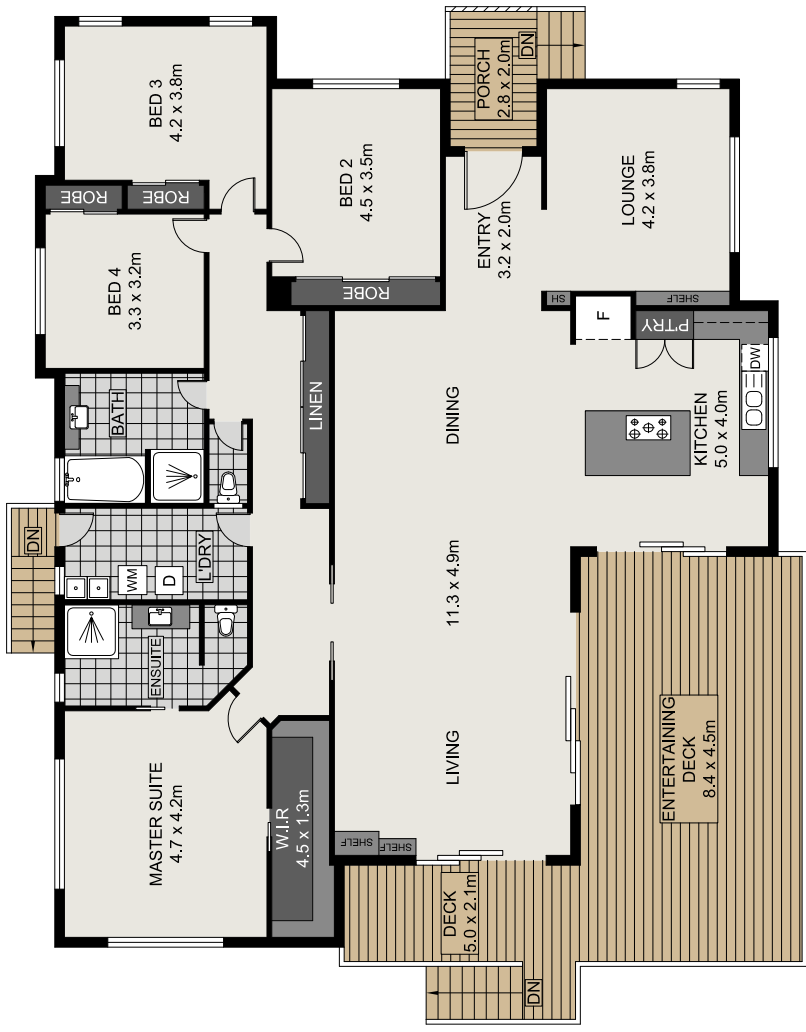 BED 3
4.2 x 3.8m
ROBE
ROBE
BED 2
4.5 x 3.5m
ROBE
PORCH
2.8 x 2.0m
DN
ENTRY
3.2 x 2.0m
LOUNGE
4.2 x 3.8m
SH
SHELF
BED 4
3.3 x 3.2m
F
P'TRY
DW
KITCHEN
5.0 x 4.0m
BATH
LINEN
DINING
11.3 x 4.9m
LIVING
DN
WM
D
L'DRY
ENSUITE
MASTER SUITE
4.7 x 4.2m
W.I.R
4.5 x 1.3m
SHELF
SHELF
ENTERTAINING
DECK
8.4 x 4.5m
DECK
5.0 x 2.1m
DN